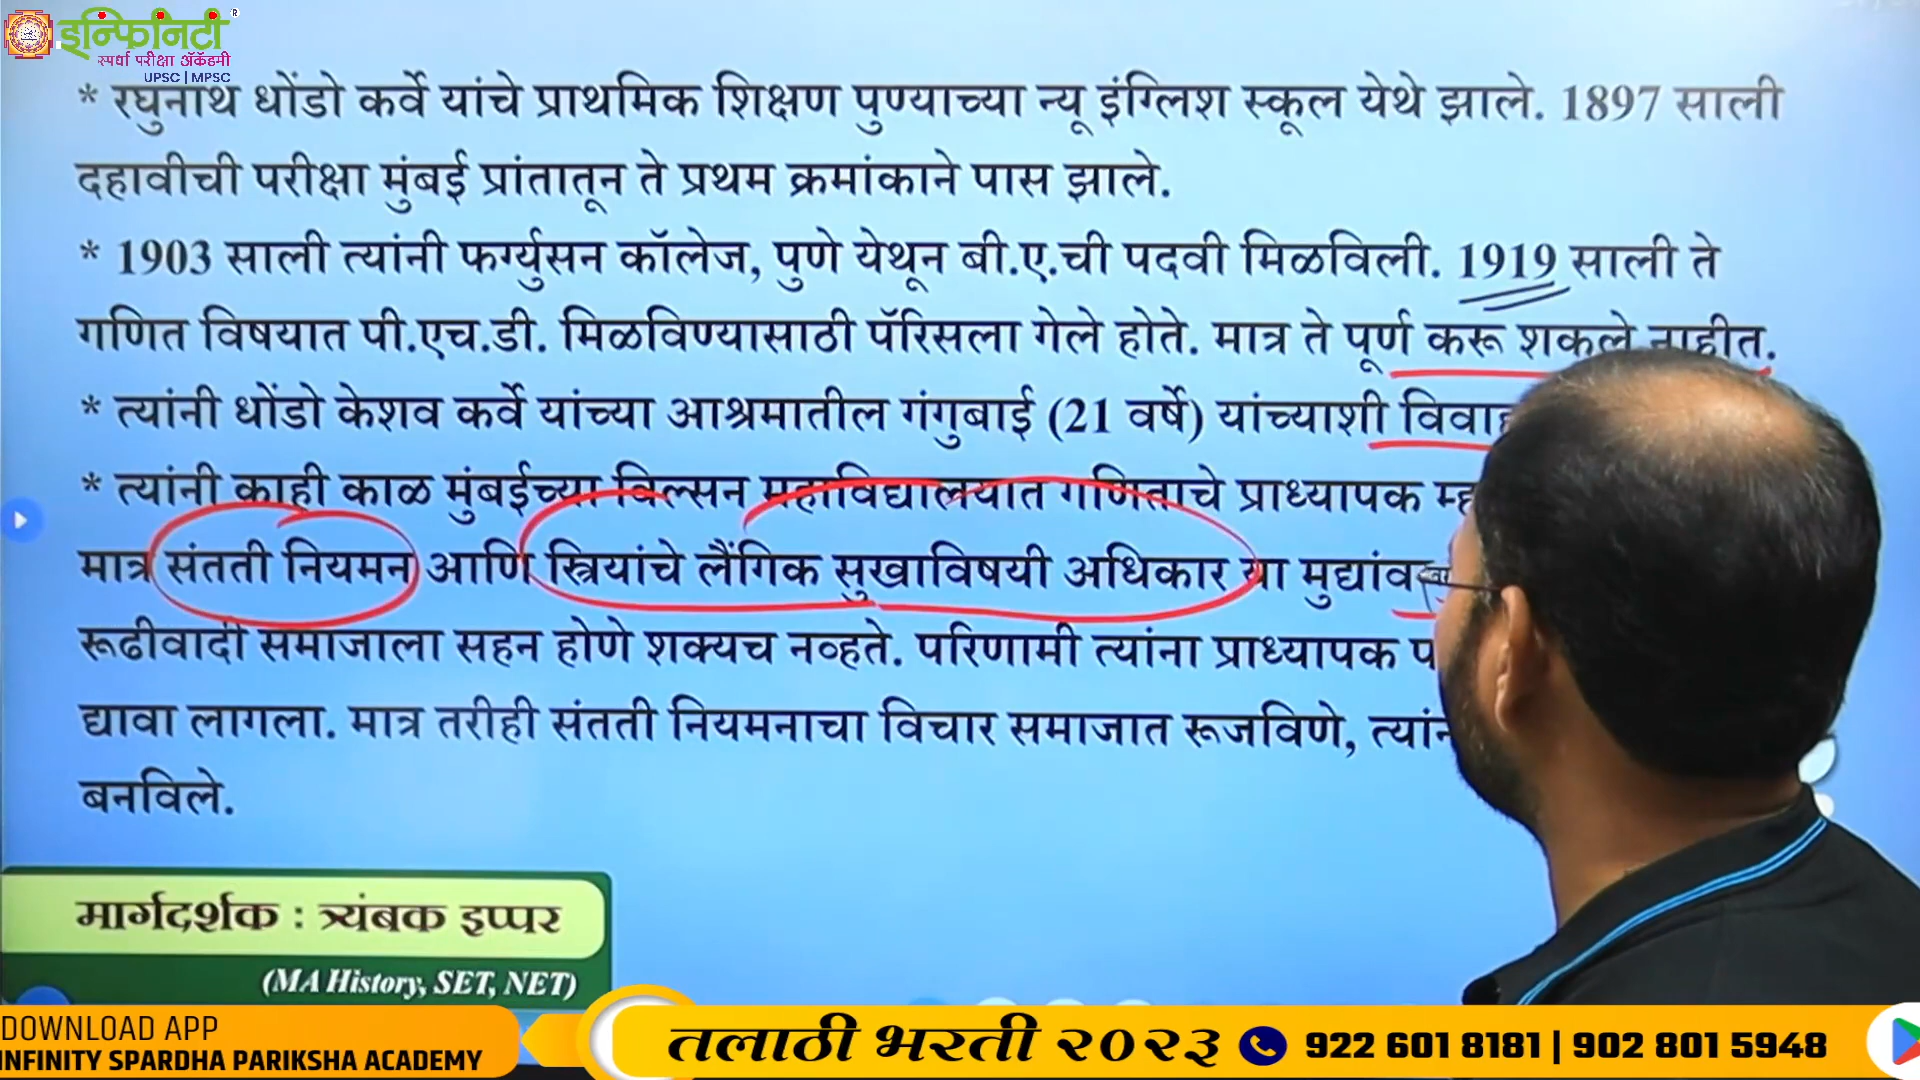 इन्फिनिटी
स्पर्धा परीक्षा ॲकॅडमी
UPSC | MPSC
* रघुनाथ धोंडो कर्वे यांचे प्राथमिक शिक्षण पुण्याच्या न्यू इंग्लिश स्कूल येथे झाले. 1897 साली
दहावीची परीक्षा मुंबई प्रांतातून ते प्रथम क्रमांकाने पास झाले.
* 1903 साली त्यांनी फर्ग्युसन कॉलेज, पुणे येथून बी.ए.ची पदवी मिळविली. 1919 साली ते
गणित विषयात पी.एच.डी. मिळविण्यासाठी पॅरिसला गेले होते. मात्र ते पूर्ण करू शकले नाहीत.
* त्यांनी धोंडो केशव कर्वे यांच्या आश्रमातील गंगुबाई (21 वर्षे) यांच्याशी
* त्यांनी काही काळ मुंबईच्या विल्सन महाविद्यालयात गणिताचे प्राध्यापक
मात्र संतती नियमन आणि स्त्रियांचे लैंगिक सुखाविषयी अधिकार या
रूढीवादी समाजाला सहन होणे शक्यच नव्हते. परिणामी त्यांना प्राध्यापक
द्यावा लागला. मात्र तरीही संतती नियमनाचा विचार समाजात रूजविणे,
बनविले.
मार्गदर्शक : त्र्यंबक इप्पर
(MA History, SET, NET)
DOWNLOAD APP
INFINITY SPARDHA PARIKSHA ACADEMY
तलाठी भरती २०२३ 922 601 8181 | 902 801 5948